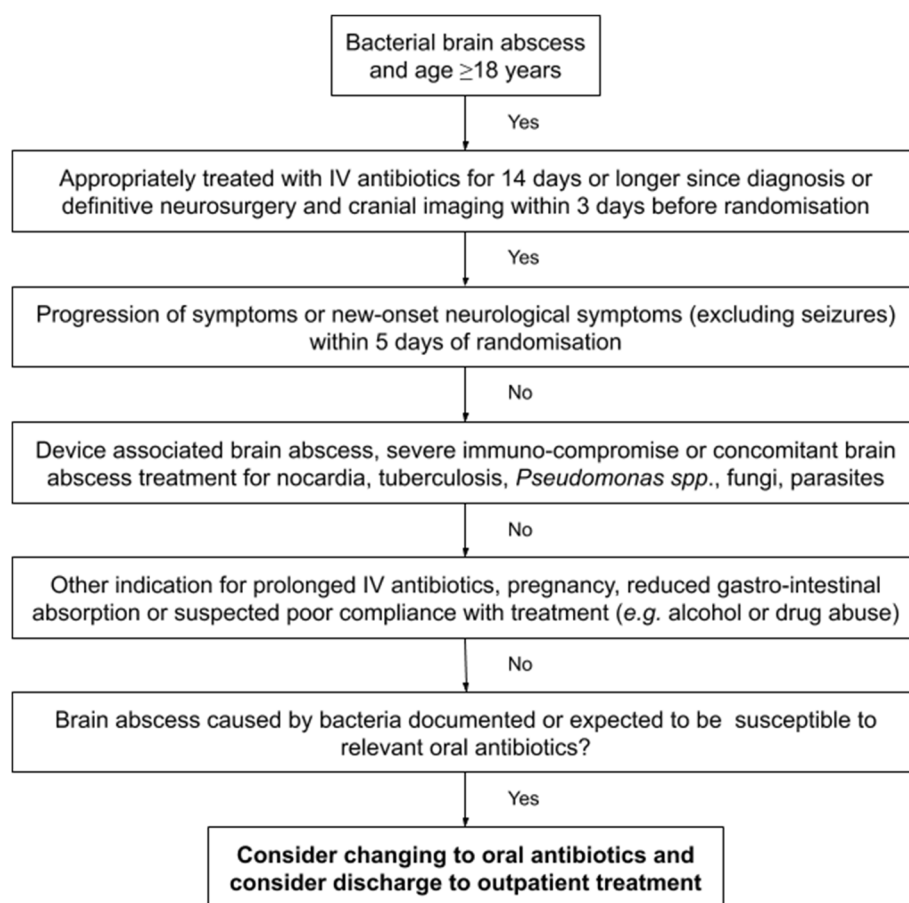 Bacterial brain abscess
and age ≥18 years
Yes
Appropriately treated with IV antibiotics for 14 days or longer since diagnosis or
definitive neurosurgery and cranial imaging within 3 days before randomisation
Yes
Progression of symptoms or new-onset neurological symptoms (excluding seizures)
within 5 days of randomisation
No
Device associated brain abscess, severe immuno-compromise or concomitant brain
abscess treatment for nocardia, tuberculosis, Pseudomonas spp., fungi, parasites
No
Other indication for prolonged IV antibiotics, pregnancy, reduced gastro-intestinal
absorption or suspected poor compliance with treatment (e.g. alcohol or drug abuse)
No
Brain abscess caused by bacteria documented or expected to be susceptible to
relevant oral antibiotics?
Yes
Consider changing to oral antibiotics and
consider discharge to outpatient treatment